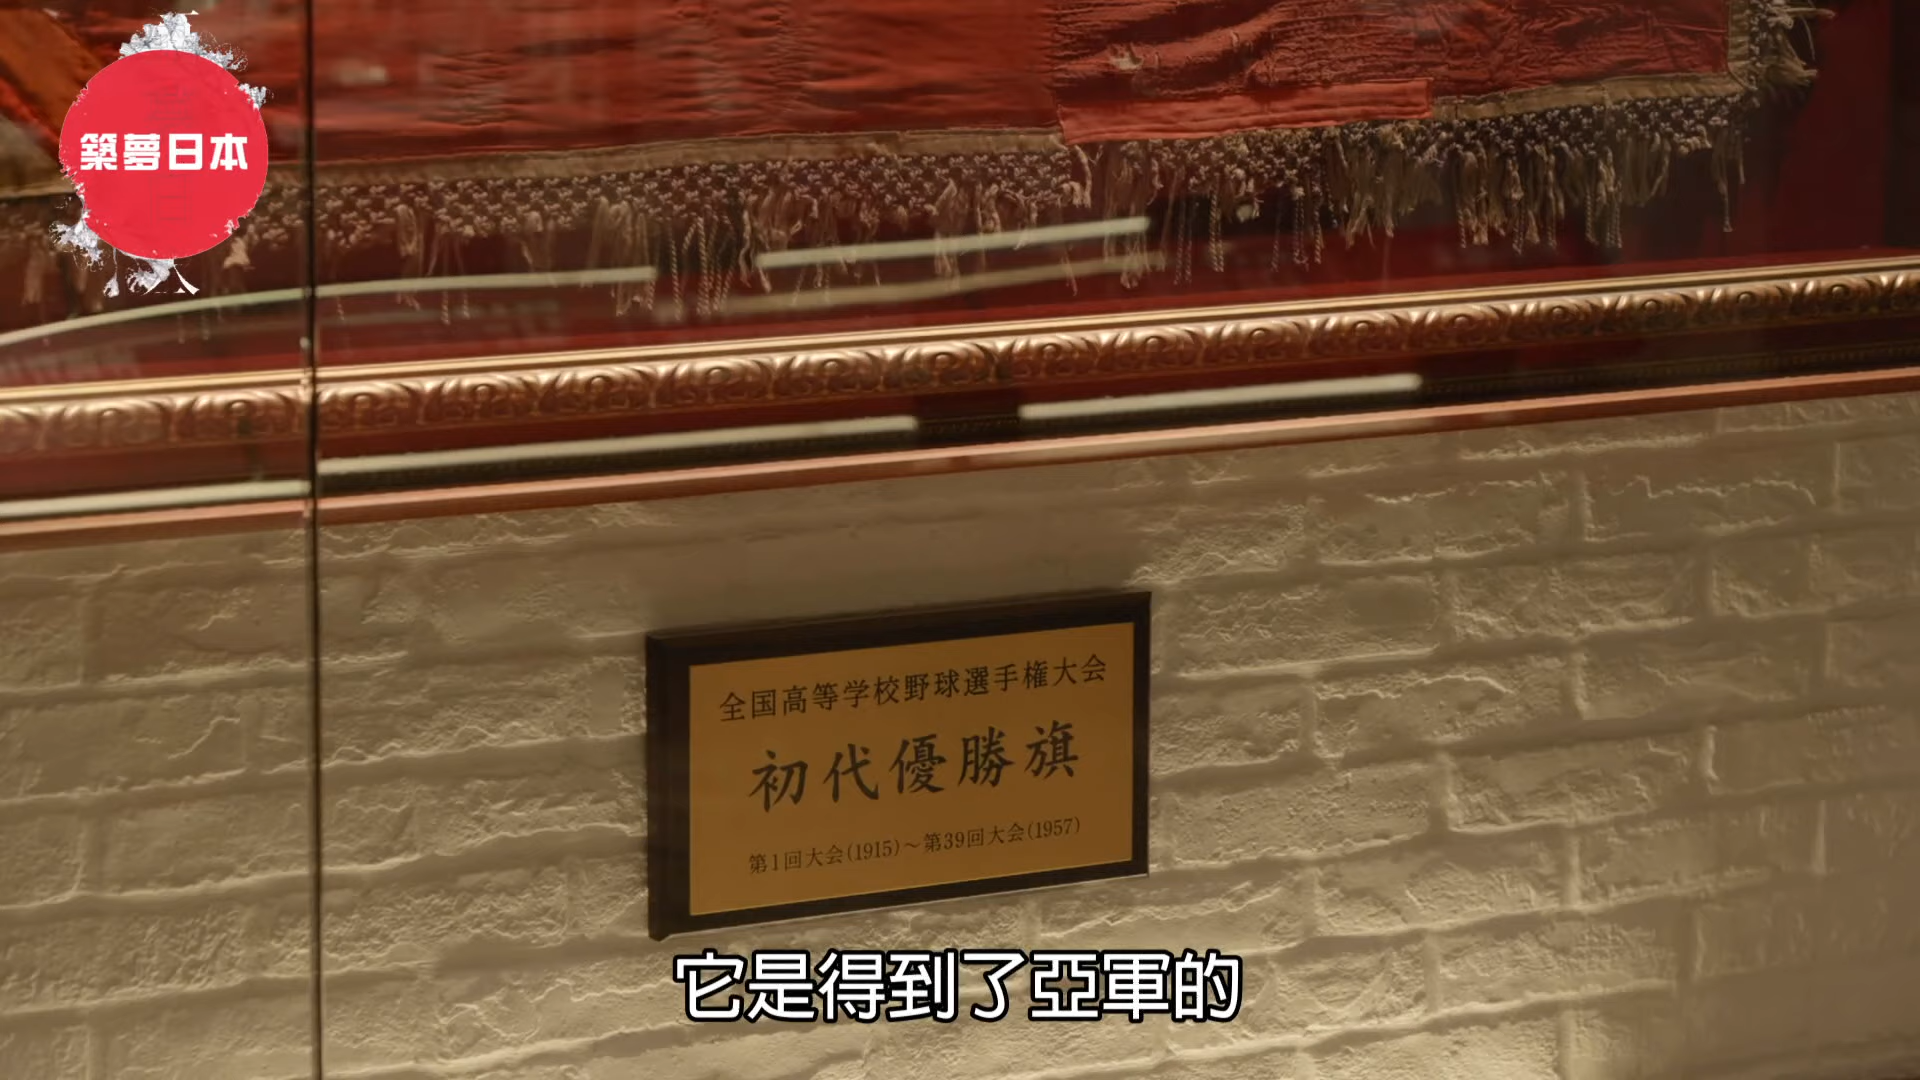 築夢日本
全国高等学校野球選手権大会
初代優勝旗
第1回大会(1915)～第39回大会(1957)
它是得到了亞軍的